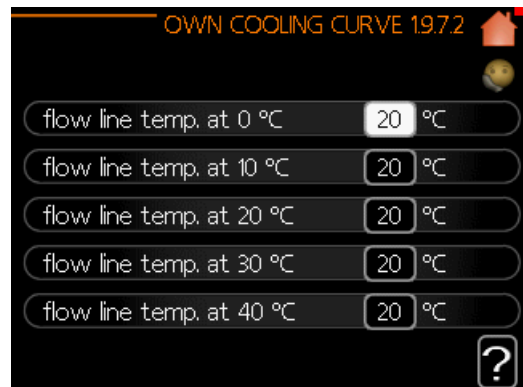 OWN COOLING CURVE 1.9.7.2
flow line temp. at 0 °C 20 °C
flow line temp. at 10 °C 20 °C
flow line temp. at 20 °C 20 °C
flow line temp. at 30 °C 20 °C
flow line temp. at 40 °C 20 °C
?